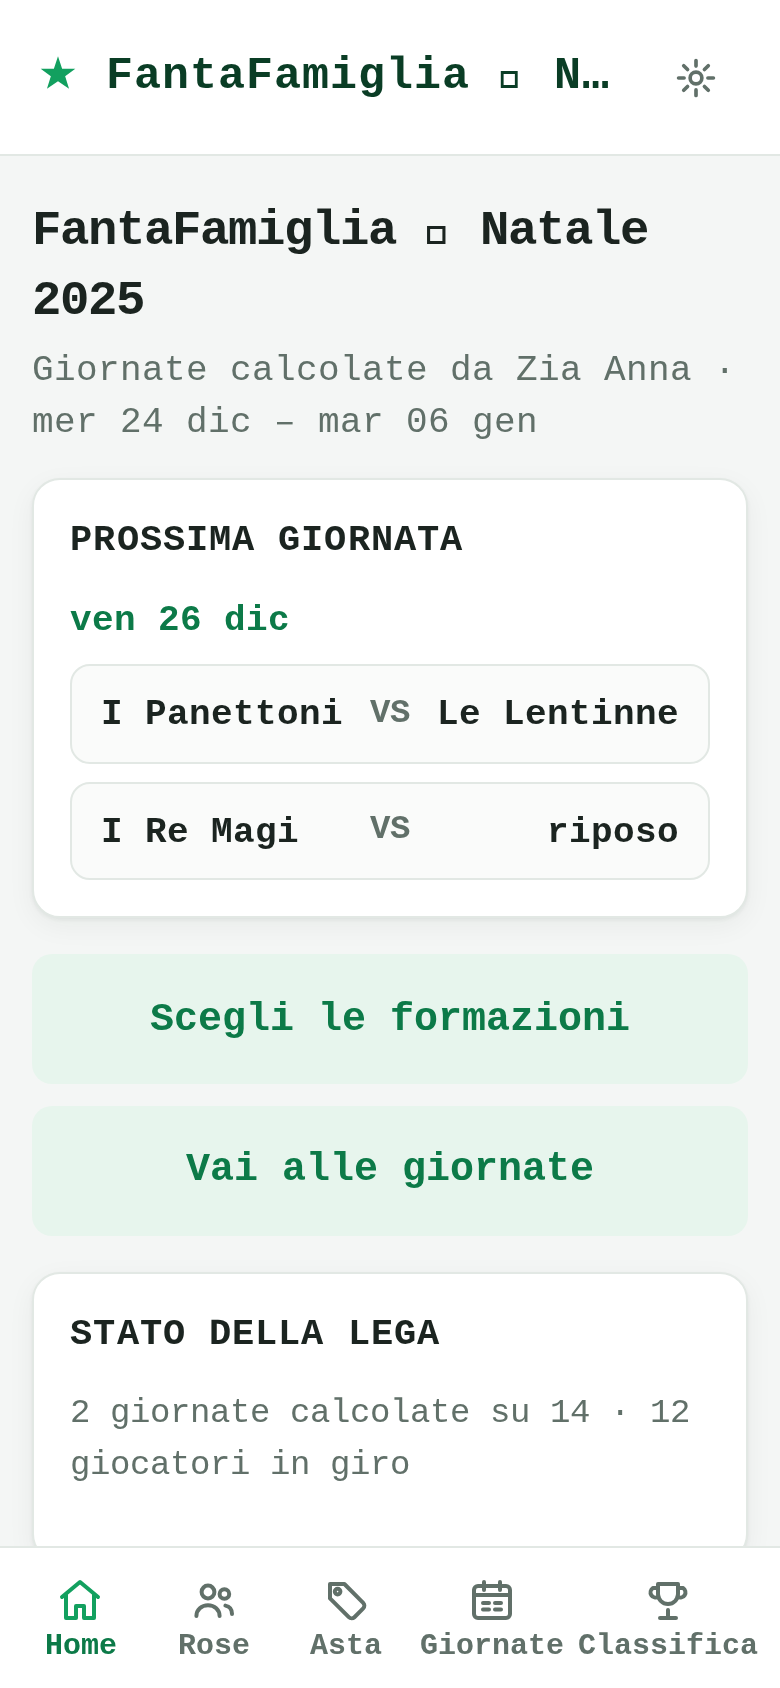 ★ FantaFamiglia □ N…
FantaFamiglia □ Natale
2025
Giornate calcolate da Zia Anna ·
mer 24 dic – mar 06 gen
PROSSIMA GIORNATA
ven 26 dic
I Panettoni VS Le Lentinne
I Re Magi VS riposo
Scegli le formazioni
Vai alle giornate
STATO DELLA LEGA
2 giornate calcolate su 14 · 12
giocatori in giro
Home Rose Asta Giornate Classifica